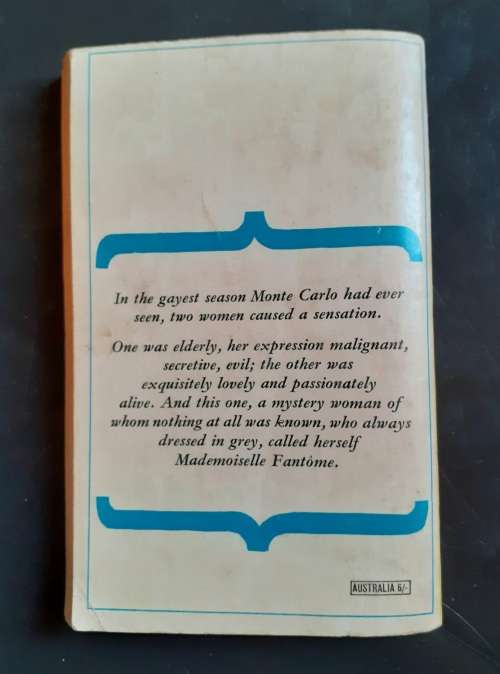 In the gayest season Monte Carlo had ever
seen, two women caused a sensation.
One was elderly, her expression malignant,
secretive, evil; the other was
exquisitely lovely and passionately
alive. And this one, a mystery woman of
whom nothing at all was known, who always
dressed in grey, called herself
Mademoiselle Fantôme.
AUSTRALIA 6/-